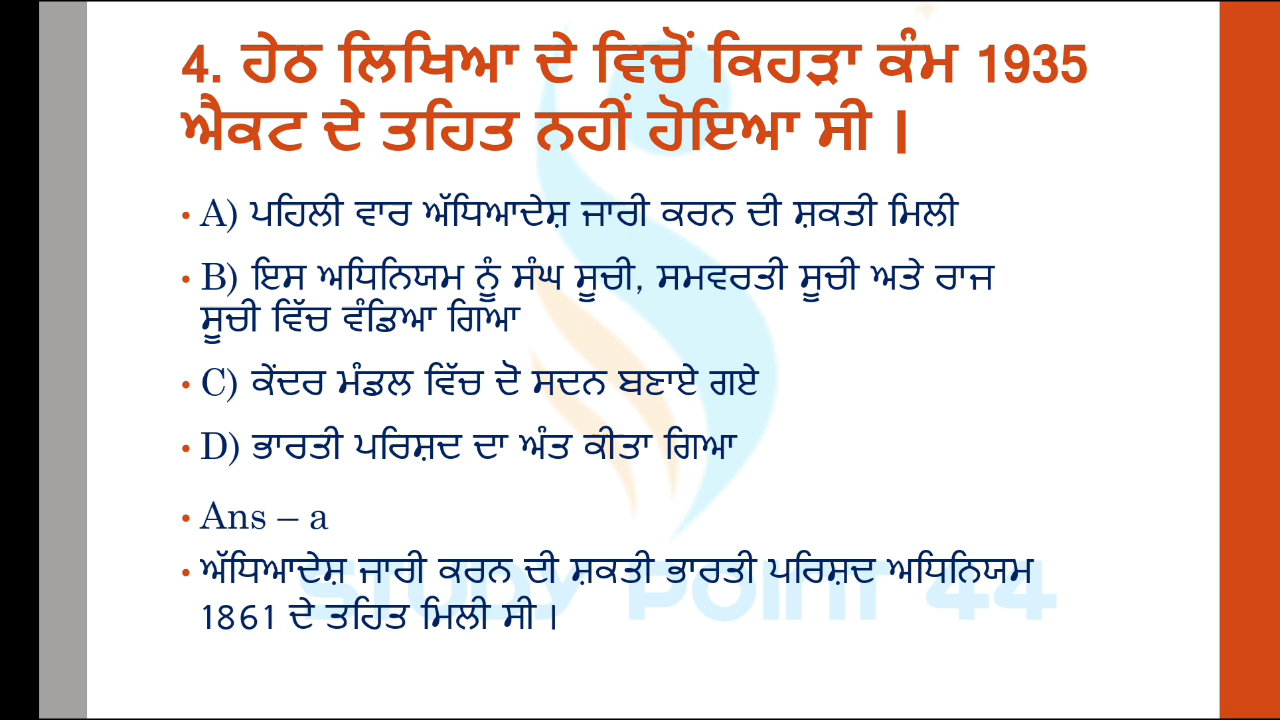 4. ਹੇਠ ਲਿਖਿਆ ਦੇ ਵਿਚੋਂ ਕਿਹੜਾ ਕੰਮ 1935
ਐਕਟ ਦੇ ਤਹਿਤ ਨਹੀਂ ਹੋਇਆ ਸੀ ।
• A) ਪਹਿਲੀ ਵਾਰ ਅੱਧਿਆਦੇਸ਼ ਜਾਰੀ ਕਰਨ ਦੀ ਸ਼ਕਤੀ ਮਿਲੀ
• B) ਇਸ ਅਧਿਨਿਯਮ ਨੂੰ ਸੰਘ ਸੂਚੀ, ਸਮਵਰਤੀ ਸੂਚੀ ਅਤੇ ਰਾਜ
ਸੂਚੀ ਵਿੱਚ ਵੰਡਿਆ ਗਿਆ
• C) ਕੇਂਦਰ ਮੰਡਲ ਵਿੱਚ ਦੋ ਸਦਨ ਬਣਾਏ ਗਏ
• D) ਭਾਰਤੀ ਪਰਿਸ਼ਦ ਦਾ ਅੰਤ ਕੀਤਾ ਗਿਆ
• Ans – a
• ਅੱਧਿਆਦੇਸ਼ ਜਾਰੀ ਕਰਨ ਦੀ ਸ਼ਕਤੀ ਭਾਰਤੀ ਪਰਿਸ਼ਦ ਅਧਿਨਿਯਮ
1861 ਦੇ ਤਹਿਤ ਮਿਲੀ ਸੀ ।
STUDY POINT 44